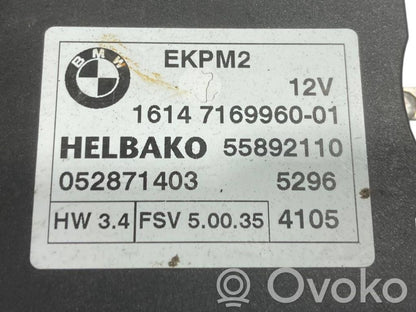 BMW
EKPM2
12V
1614 7169960-01
HELBAKO 55892110
052871403 5296
HW 3.4 FSV 5.00.35 4105
Ovoko